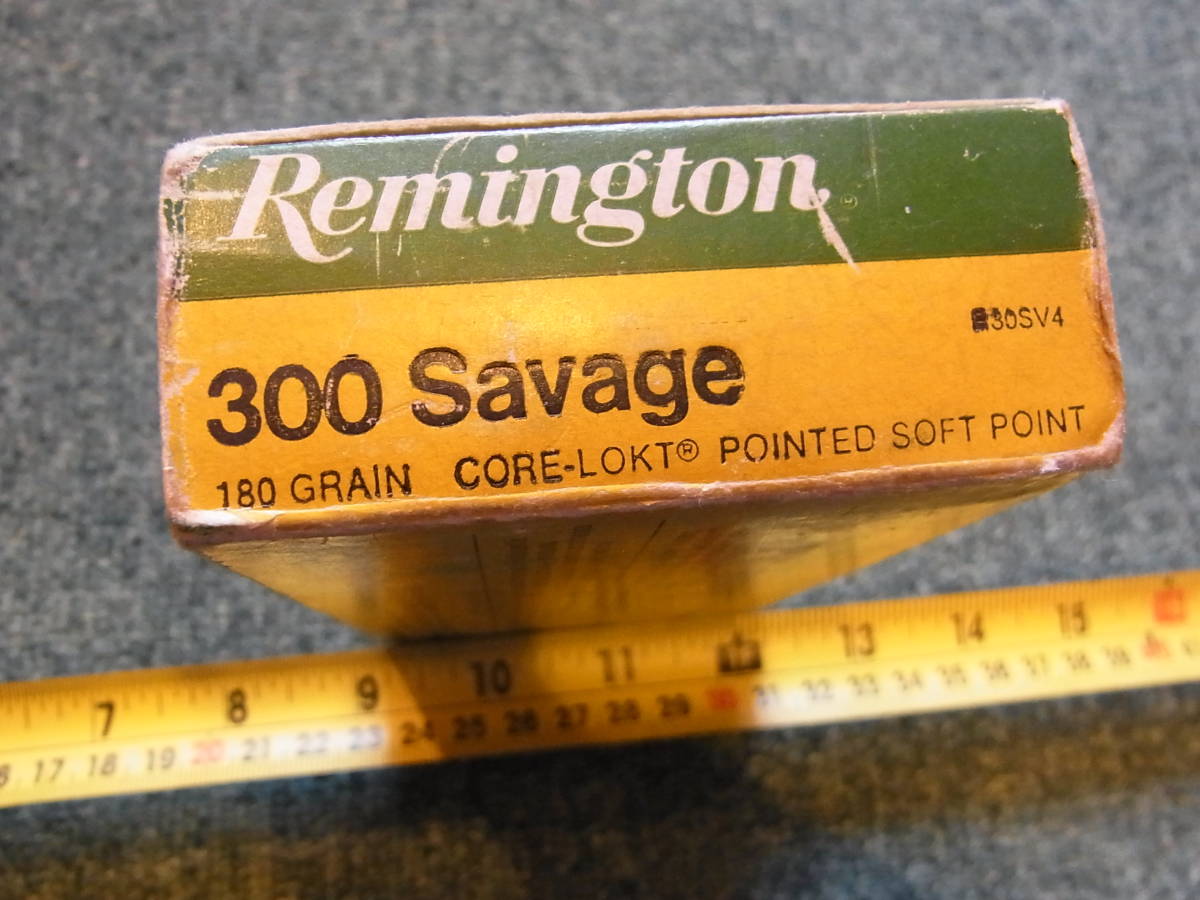 Remington®
R30SV4
300 Savage
180 GRAIN CORE-LOKT® POINTED SOFT POINT
7 8 9 10 11 12 13 14 15
17 18 19 20 21 22 23 24 25 26 27 28 29 30 31 32 33 34 35 36 37 38 39